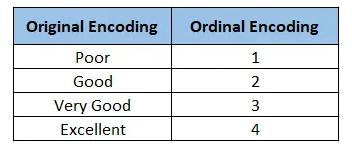 Original Encoding Ordinal Encoding
Poor 1
Good 2
Very Good 3
Excellent 4